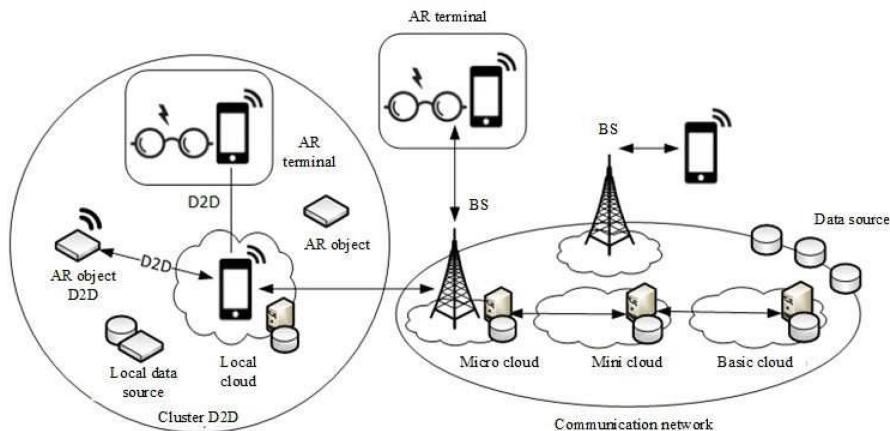 AR terminal
BS
AR
terminal
D2D
BS
AR object
Data source
D2D
AR object
D2D
Local data
source
Local
cloud
Micro cloud
Mini cloud
Basic cloud
Cluster D2D
Communication network